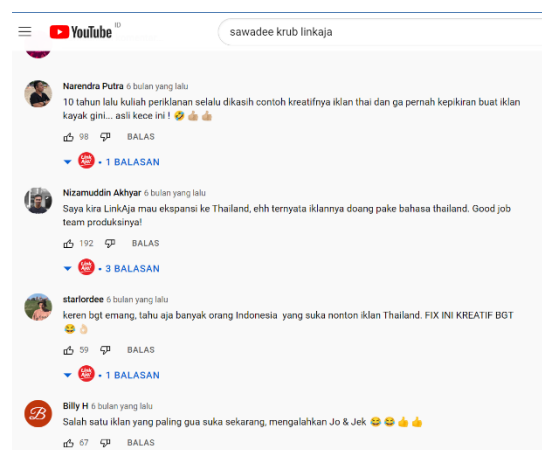 YouTube ID
sawadee krub linkaja
Narendra Putra 6 bulan yang lalu
10 tahun lalu kuliah periklanan selalu dikasih contoh kreatifnya iklan thai dan ga pernah kepikiran buat iklan
kayak gini... asli kece ini ! 🤣👍🏼👍🏼
98 BALAS
LinkAja! • 1 BALASAN
Nizamuddin Akhyar 6 bulan yang lalu
Saya kira LinkAja mau ekspansi ke Thailand, ehh ternyata iklannya doang pake bahasa thailand. Good job
team produksinya!
192 BALAS
LinkAja! • 3 BALASAN
starlordee 6 bulan yang lalu
keren bgt emang, tahu aja banyak orang Indonesia yang suka nonton iklan Thailand. FIX INI KREATIF BGT
😂👌🏻
59 BALAS
LinkAja! • 1 BALASAN
B
Billy H 6 bulan yang lalu
Salah satu iklan yang paling gua suka sekarang, mengalahkan Jo & Jek 😂😂👍👍
67 BALAS